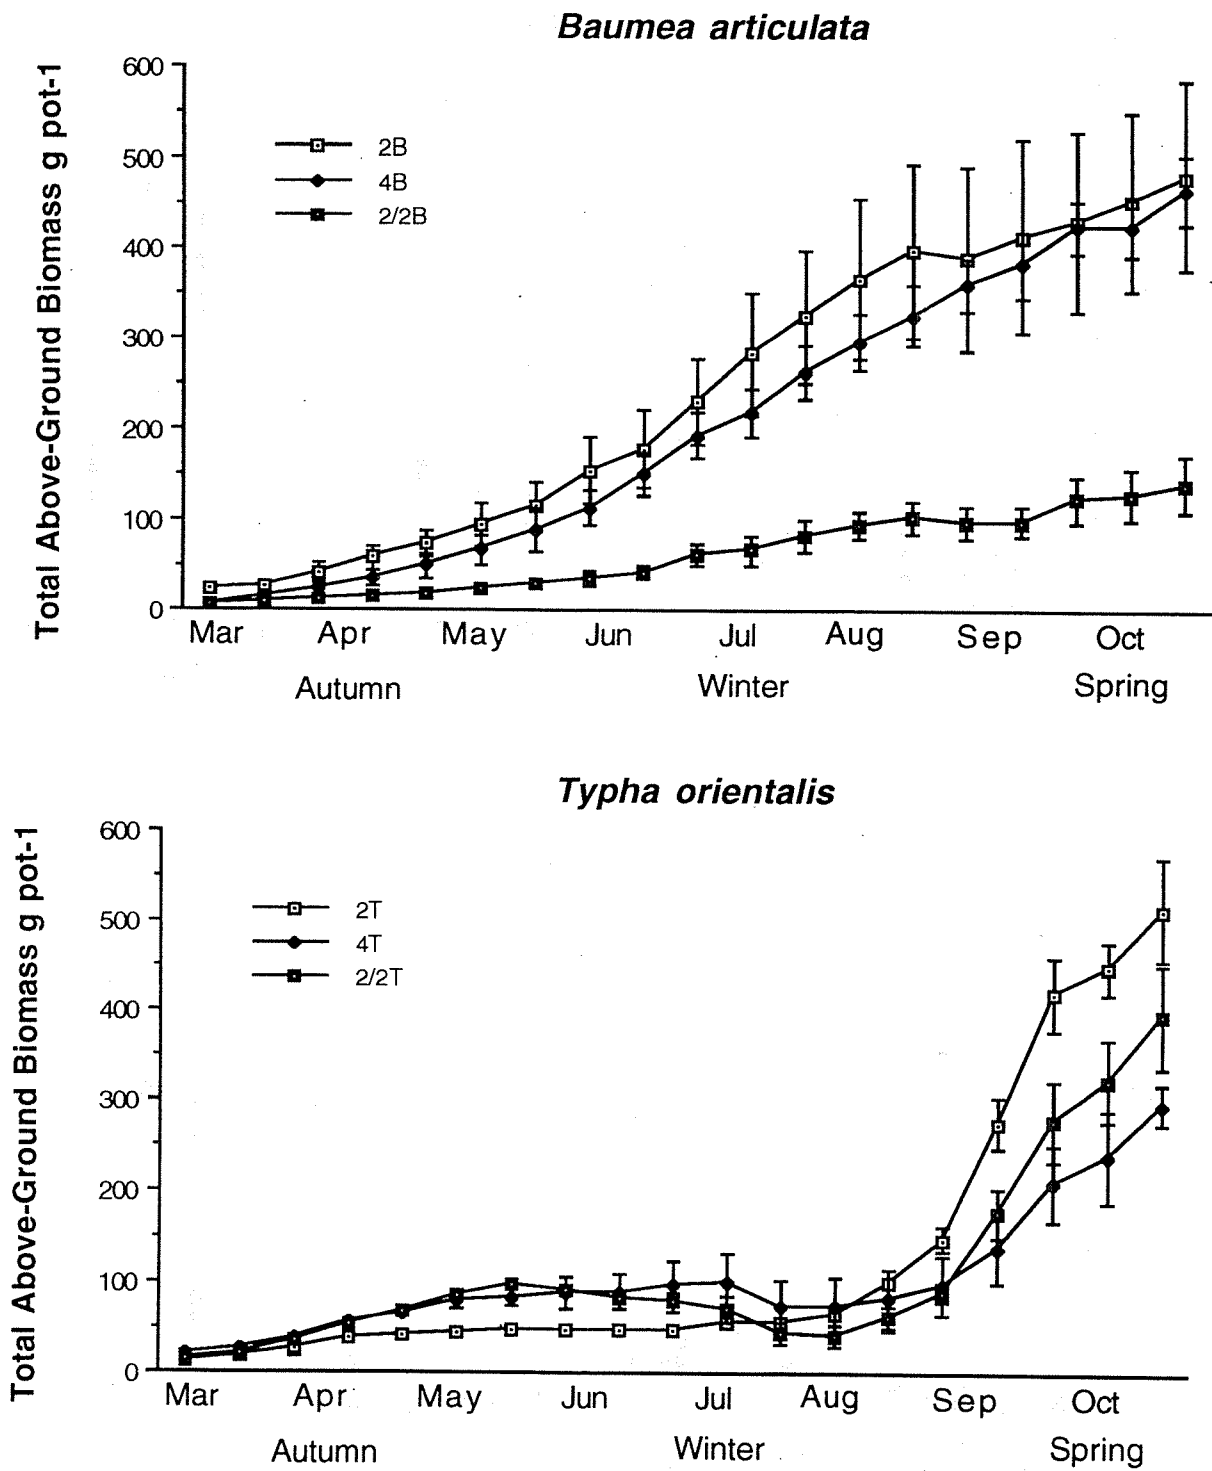 Baumea articulata
Total Above-Ground Biomass g pot-1
600
500
400
300
200
100
0
2B
4B
2/2B
Mar Apr May Jun Jul Aug Sep Oct
Autumn Winter Spring
Typha orientalis
Total Above-Ground Biomass g pot-1
600
500
400
300
200
100
0
2T
4T
2/2T
Mar Apr May Jun Jul Aug Sep Oct
Autumn Winter Spring